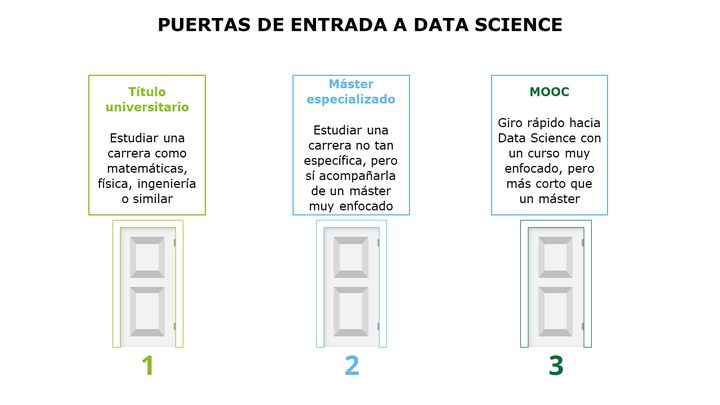 PUERTAS DE ENTRADA A DATA SCIENCE
Título
universitario
Estudiar una
carrera como
matemáticas,
física, ingeniería
o similar
Máster
especializado
Estudiar una
carrera no tan
específica, pero
sí acompañarla
de un máster
muy enfocado
MOOC
Giro rápido hacia
Data Science con
un curso muy
enfocado, pero
más corto que
un máster
1
2
3